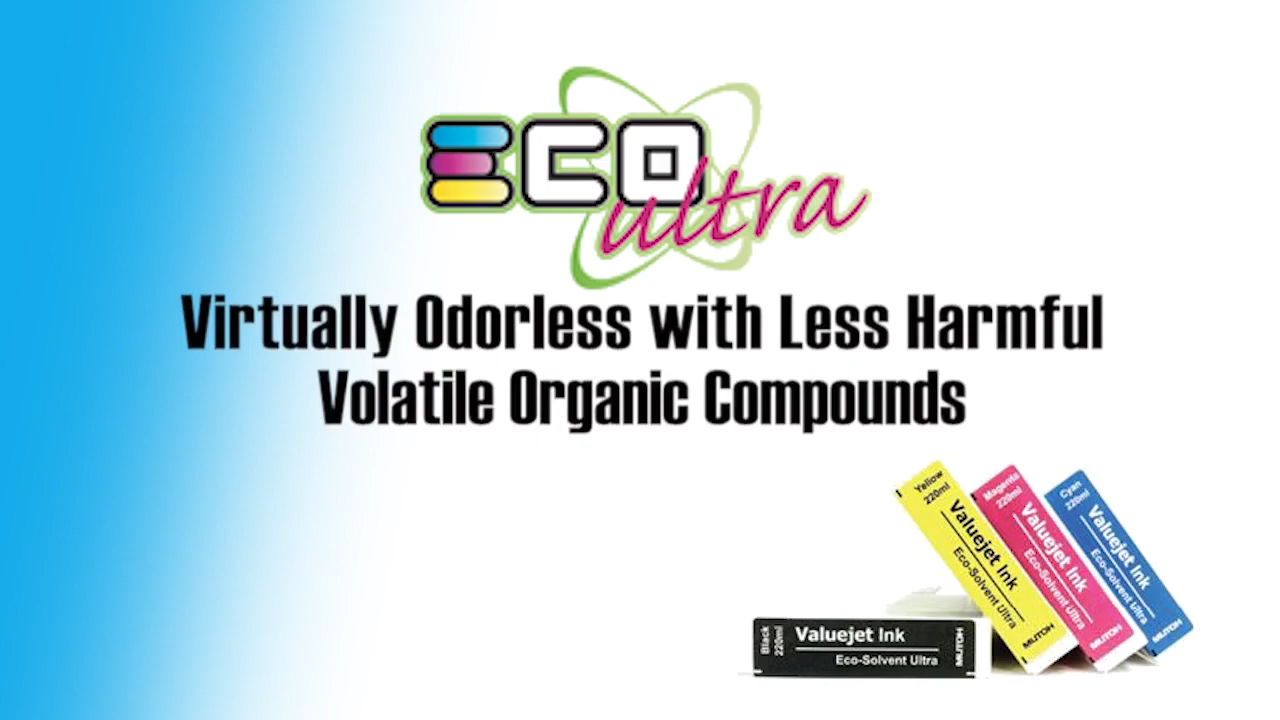 ECO
ultra
Virtually Odorless with Less Harmful
Volatile Organic Compounds
Yellow
220ml
Valuejet Ink
Eco-Solvent Ultra
MUTOH
Magenta
220ml
Valuejet Ink
Eco-Solvent Ultra
MUTOH
Cyan
220ml
Valuejet Ink
Eco-Solvent Ultra
MUTOH
Black
220ml
Valuejet Ink
Eco-Solvent Ultra
MUTOH